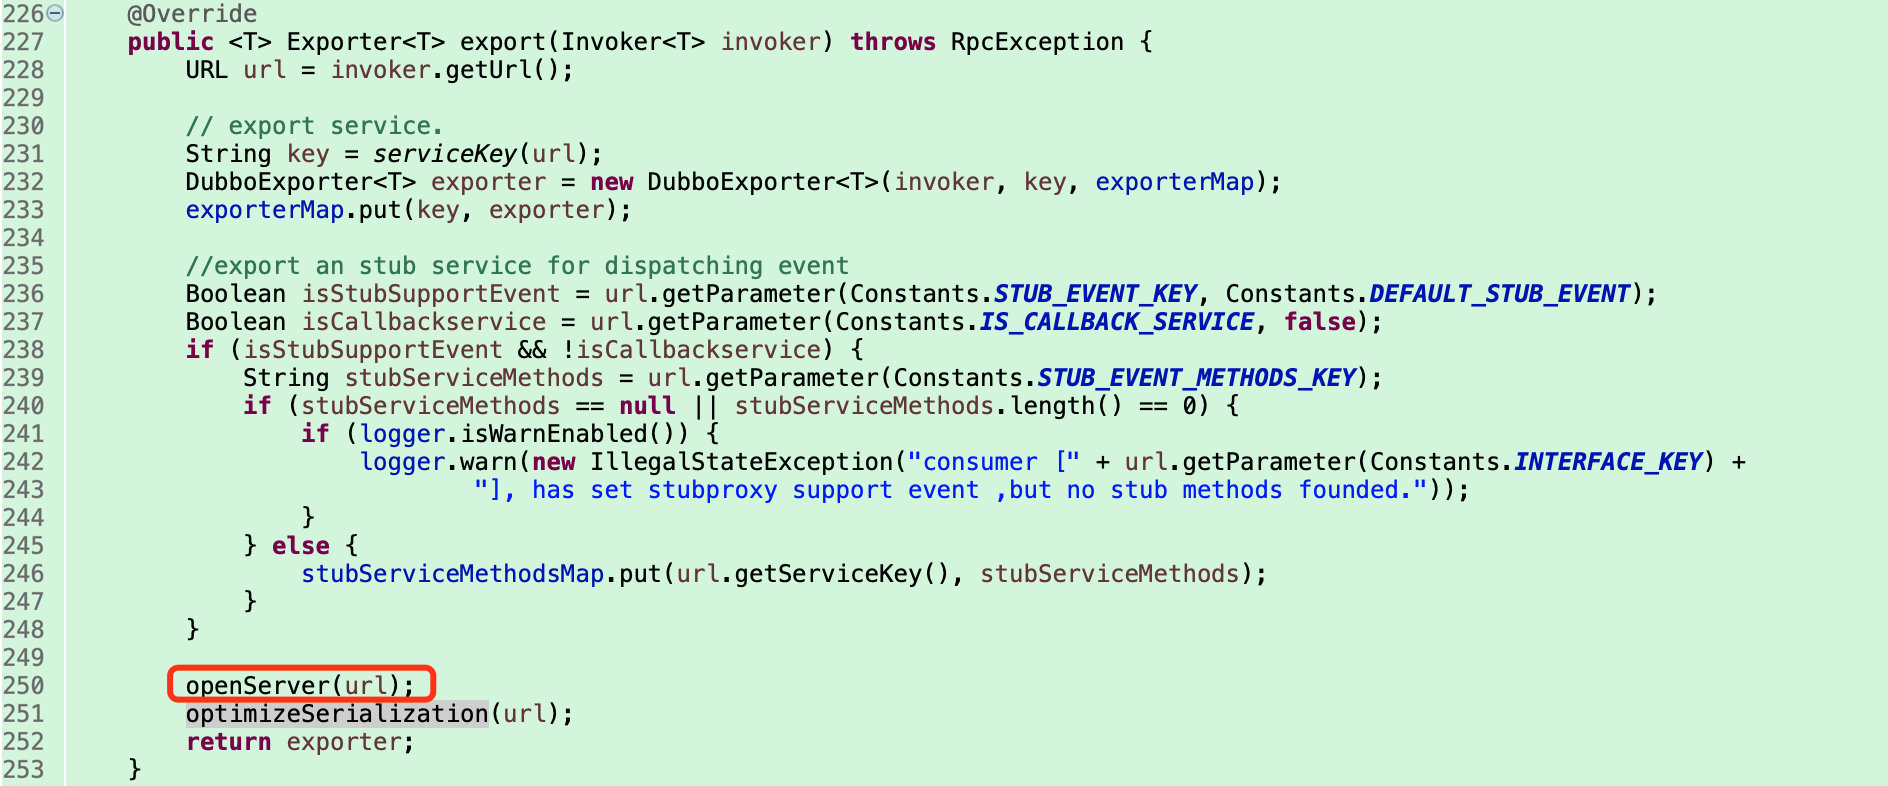 226 @Override
227 public <T> Exporter<T> export(Invoker<T> invoker) throws RpcException {
228 URL url = invoker.getUrl();
229
230 // export service.
231 String key = serviceKey(url);
232 DubboExporter<T> exporter = new DubboExporter<T>(invoker, key, exporterMap);
233 exporterMap.put(key, exporter);
234
235 //export an stub service for dispatching event
236 Boolean isStubSupportEvent = url.getParameter(Constants.STUB_EVENT_KEY, Constants.DEFAULT_STUB_EVENT);
237 Boolean isCallbackservice = url.getParameter(Constants.IS_CALLBACK_SERVICE, false);
238 if (isStubSupportEvent && !isCallbackservice) {
239 String stubServiceMethods = url.getParameter(Constants.STUB_EVENT_METHODS_KEY);
240 if (stubServiceMethods == null || stubServiceMethods.length() == 0) {
241 if (logger.isWarnEnabled()) {
242 logger.warn(new IllegalStateException("consumer [" + url.getParameter(Constants.INTERFACE_KEY) +
243 "], has set stubproxy support event ,but no stub methods founded."));
244 }
245 } else {
246 stubServiceMethodsMap.put(url.getServiceKey(), stubServiceMethods);
247 }
248 }
249
250 openServer(url);
251 optimizeSerialization(url);
252 return exporter;
253 }